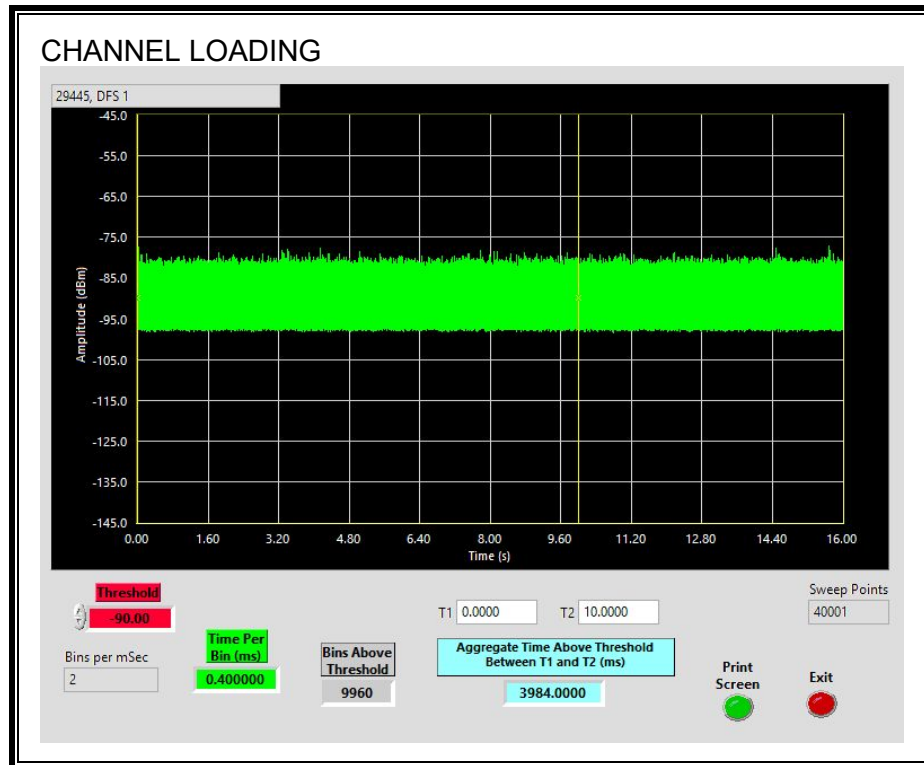 CHANNEL LOADING
29445, DFS 1
-45.0
-55.0
-65.0
-75.0
-85.0
-95.0
-105.0
-115.0
-125.0
-135.0
-145.0
Amplitude (dBm)
0.00 1.60 3.20 4.80 6.40 8.00 9.60 11.20 12.80 14.40 16.00
Time (s)
Threshold
-90.00
Bins per mSec
2
Time Per
Bin (ms)
0.400000
Bins Above
Threshold
9960
T1 0.0000 T2 10.0000
Aggregate Time Above Threshold
Between T1 and T2 (ms)
3984.0000
Sweep Points
40001
Print
Screen
Exit